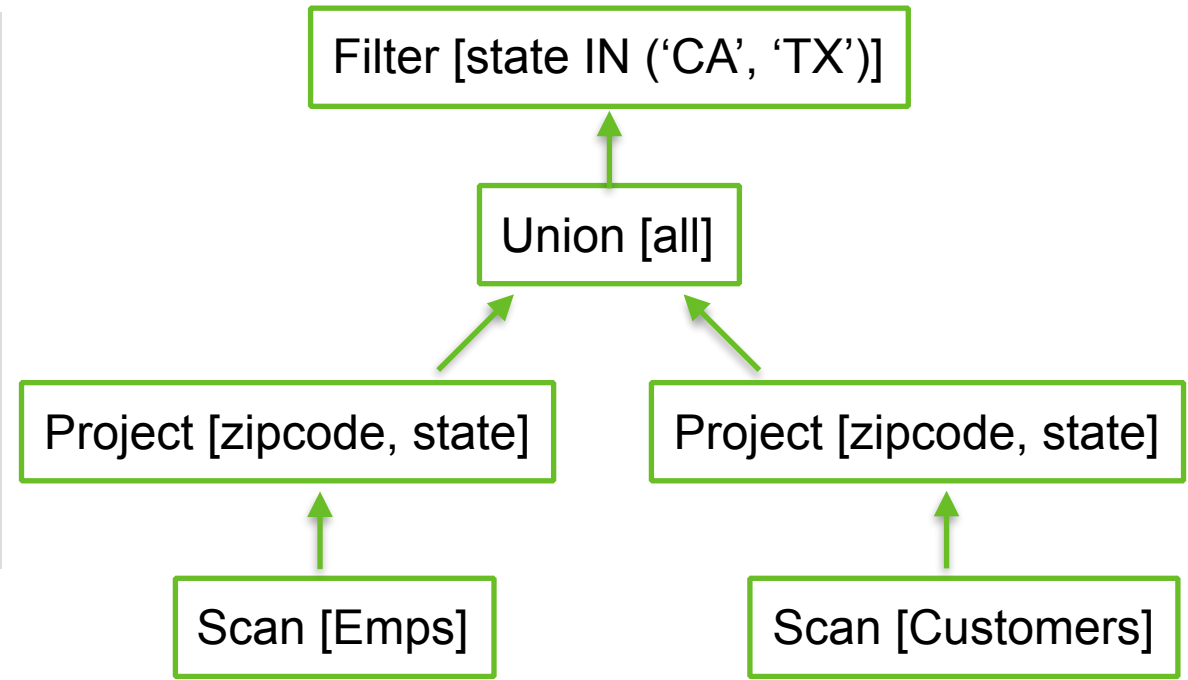 Filter [state IN (‘CA’, ‘TX’)]
Union [all]
Project [zipcode, state]
Project [zipcode, state]
Scan [Emps]
Scan [Customers]